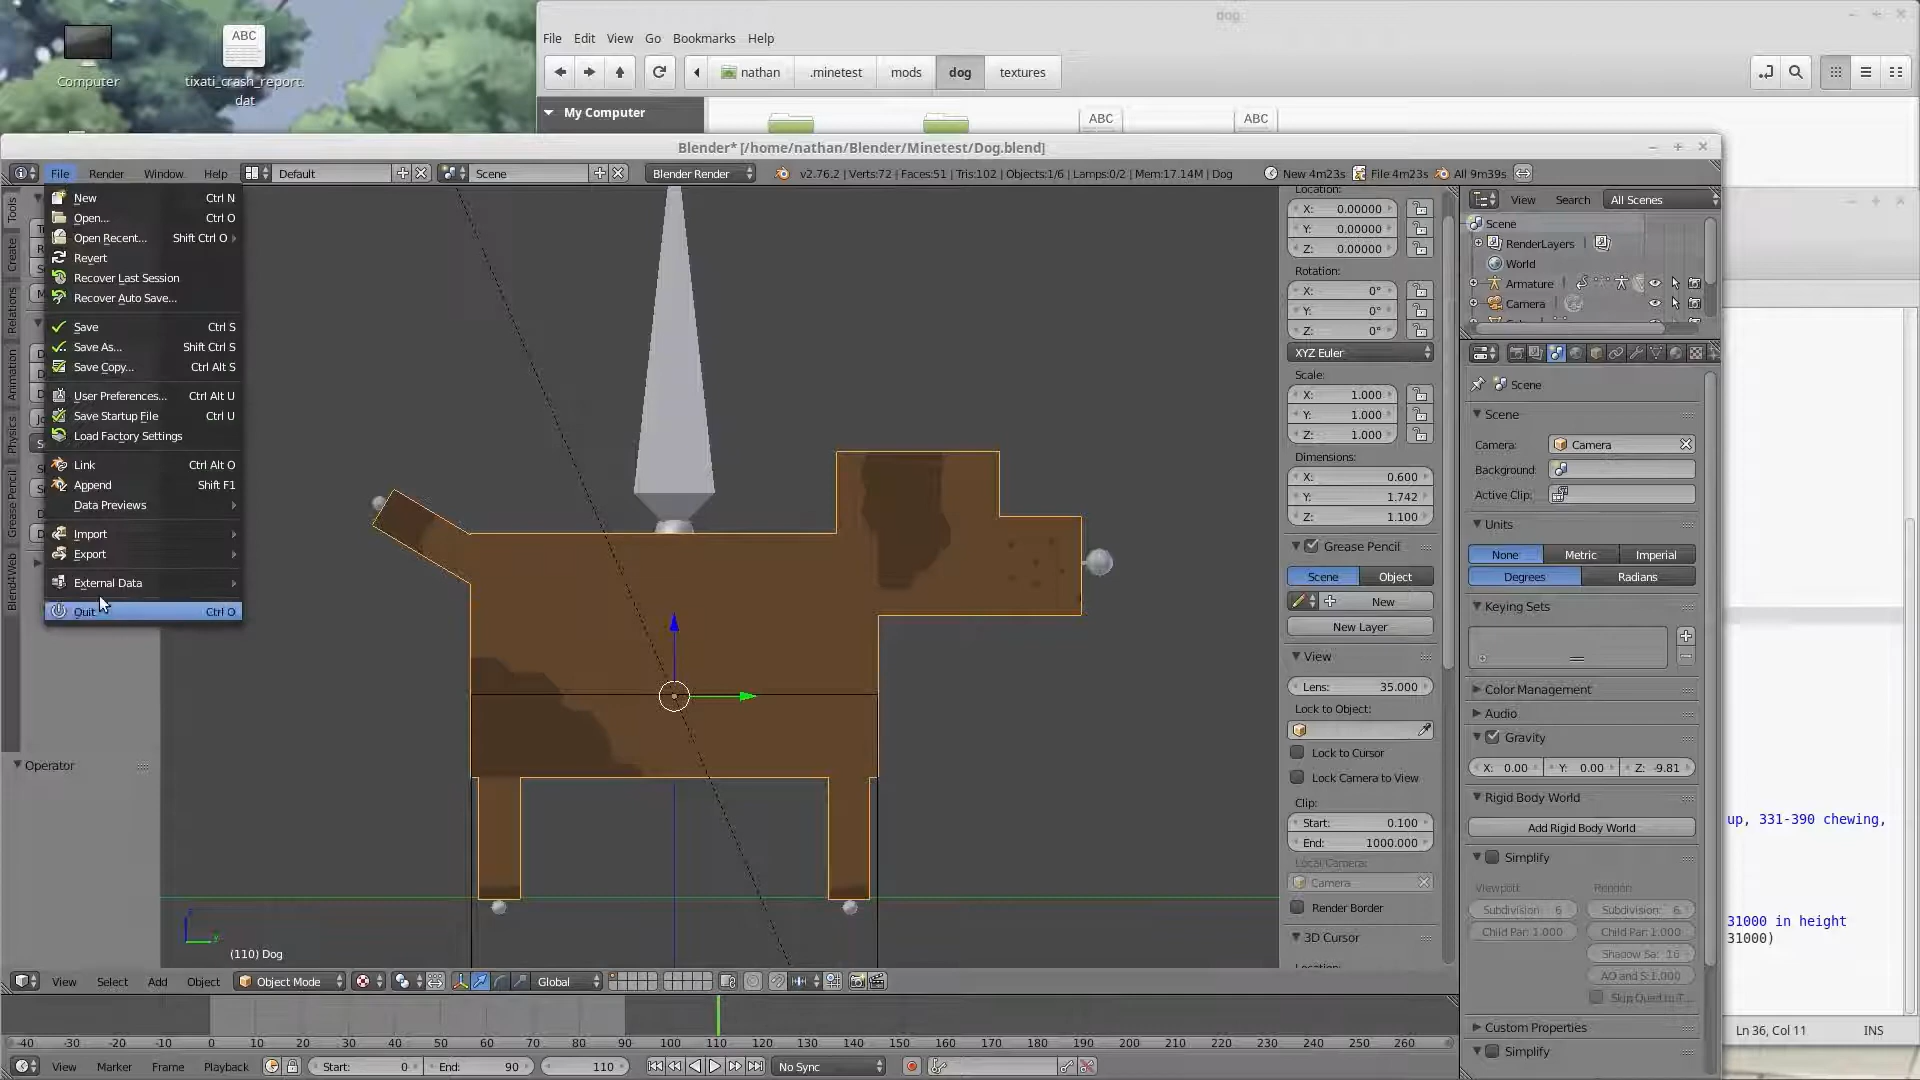 Computer
ABC
tixati_crash_report.
dat
dog
File Edit View Go Bookmarks Help
nathan .minetest mods dog textures
My Computer
ABC ABC
Blender* [/home/nathan/Blender/Minetest/Dog.blend]
File Render Window Help Default Scene Blender Render v2.76.2 | Verts:72 | Faces:51 | Tris:102 | Objects:1/6 | Lamps:0/2 | Mem:17.14M | Dog New 4m23s File 4m23s All 9m39s
New Ctrl N
Open... Ctrl O
Open Recent... Shift Ctrl O
Revert
Recover Last Session
Recover Auto Save...
Save Ctrl S
Save As... Shift Ctrl S
Save Copy... Ctrl Alt S
User Preferences... Ctrl Alt U
Save Startup File Ctrl U
Load Factory Settings
Link Ctrl Alt O
Append Shift F1
Data Previews
Import
Export
External Data
Quit Ctrl Q
Tools
Create
Relations
Animation
Physics
Grease Pencil
Blend4Web
Operator
(110) Dog
Location:
X: 0.00000
Y: 0.00000
Z: 0.00000
Rotation:
X: 0°
Y: 0°
Z: 0°
XYZ Euler
Scale:
X: 1.000
Y: 1.000
Z: 1.000
Dimensions:
X: 0.600
Y: 1.742
Z: 1.100
Grease Pencil
Scene Object
New
New Layer
View
Lens: 35.000
Lock to Object:
Lock to Cursor
Lock Camera to View
Clip:
Start: 0.100
End: 1000.000
Local Camera:
Camera
Render Border
3D Cursor
View Search All Scenes
Scene
RenderLayers
World
Armature
Camera
Scene
Scene
Camera: Camera
Background:
Active Clip:
Units
None Metric Imperial
Degrees Radians
Keying Sets
Color Management
Audio
Gravity
X: 0.00 Y: 0.00 Z: -9.81
Rigid Body World
Add Rigid Body World
Simplify
Viewport: Render:
Subdivision: 6 Subdivision: 6
Child Par: 1.000 Child Par: 1.000
Shadow Sa: 16
AO and S: 1.000
Skip Quad to T...
Custom Properties
Simplify
up, 331-390 chewing,
31000 in height
31000)
Ln 36, Col 11 INS
View Select Add Object Object Mode Global
-40 -30 -20 -10 0 10 20 30 40 50 60 70 80 90 100 110 120 130 140 150 160 170 180 190 200 210 220 230 240 250 260
View Marker Frame Playback Start: 0 End: 90 110 No Sync